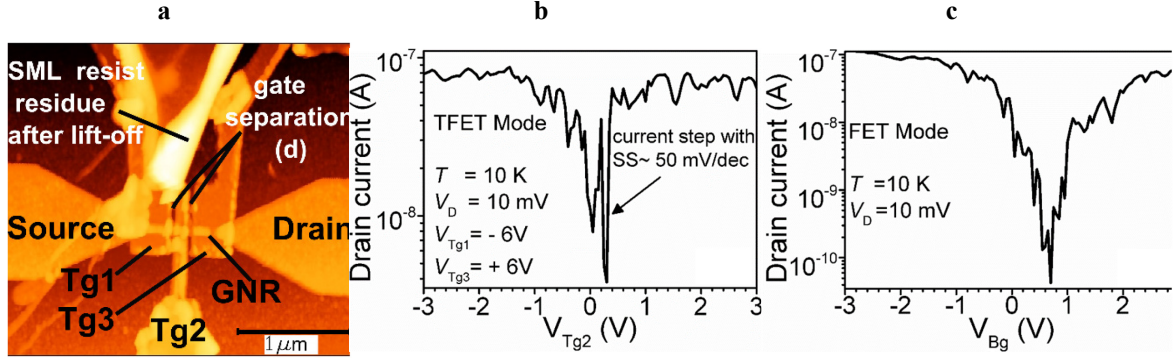 a
b
c
SML resist
residue
after lift-off
gate
separation
(d)
Source
Drain
Tg1
Tg3
GNR
Tg2
1μm
Drain current (A)
10⁻⁷
10⁻⁸
TFET Mode
T = 10 K
V_D = 10 mV
V_Tg1 = - 6V
V_Tg3 = + 6V
current step with
SS~ 50 mV/dec
-3 -2 -1 0 1 2 3
V_Tg2 (V)
Drain current (A)
10⁻⁷
10⁻⁸
10⁻⁹
10⁻¹⁰
FET Mode
T =10 K
V_D=10 mV
-2 0 1 2
V_Bg (V)